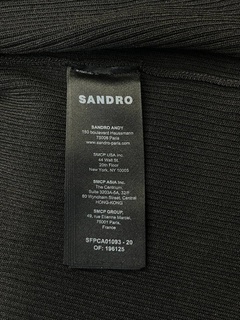 SANDRO
SANDRO ANDY
150 boulevard Haussmann
75008 Paris
www.sandro-paris.com
SMCP USA Inc.
44 Wall St.
20th Floor
New York, NY 10005
SMCP ASIA Inc.
The Centrium,
Suite 3203A-5A, 32/F
60 Wyndham Street, Central
HONG-KONG
SMCP GROUP,
49, rue Etienne Marcel,
75001 Paris,
France
SFPCA01093 - 20
OF: 196125